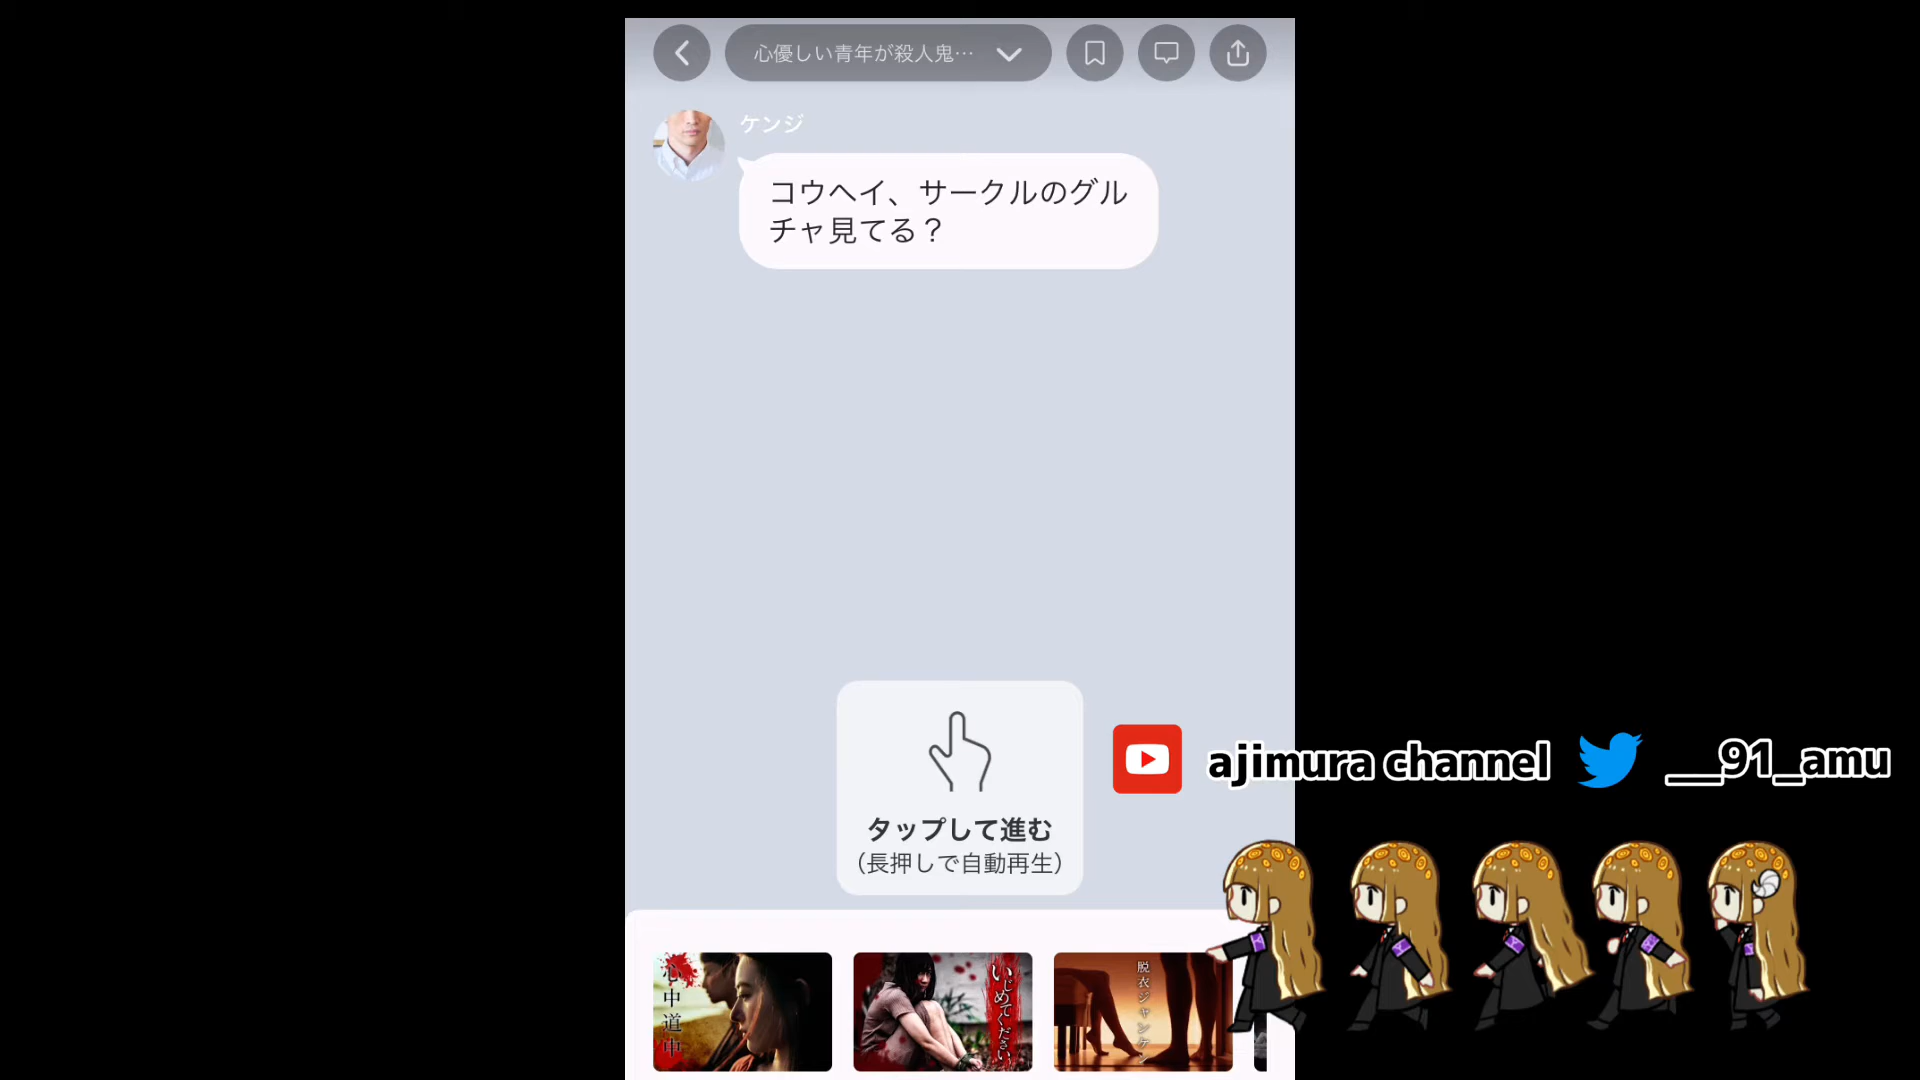 心優しい青年が殺人鬼…
ケンジ
コウヘイ、サークルのグル
チャ見てる？
タップして進む
（長押しで自動再生）
ajimura channel
__91_amu
心中道中
いじめてください。
脱衣ジャンケン